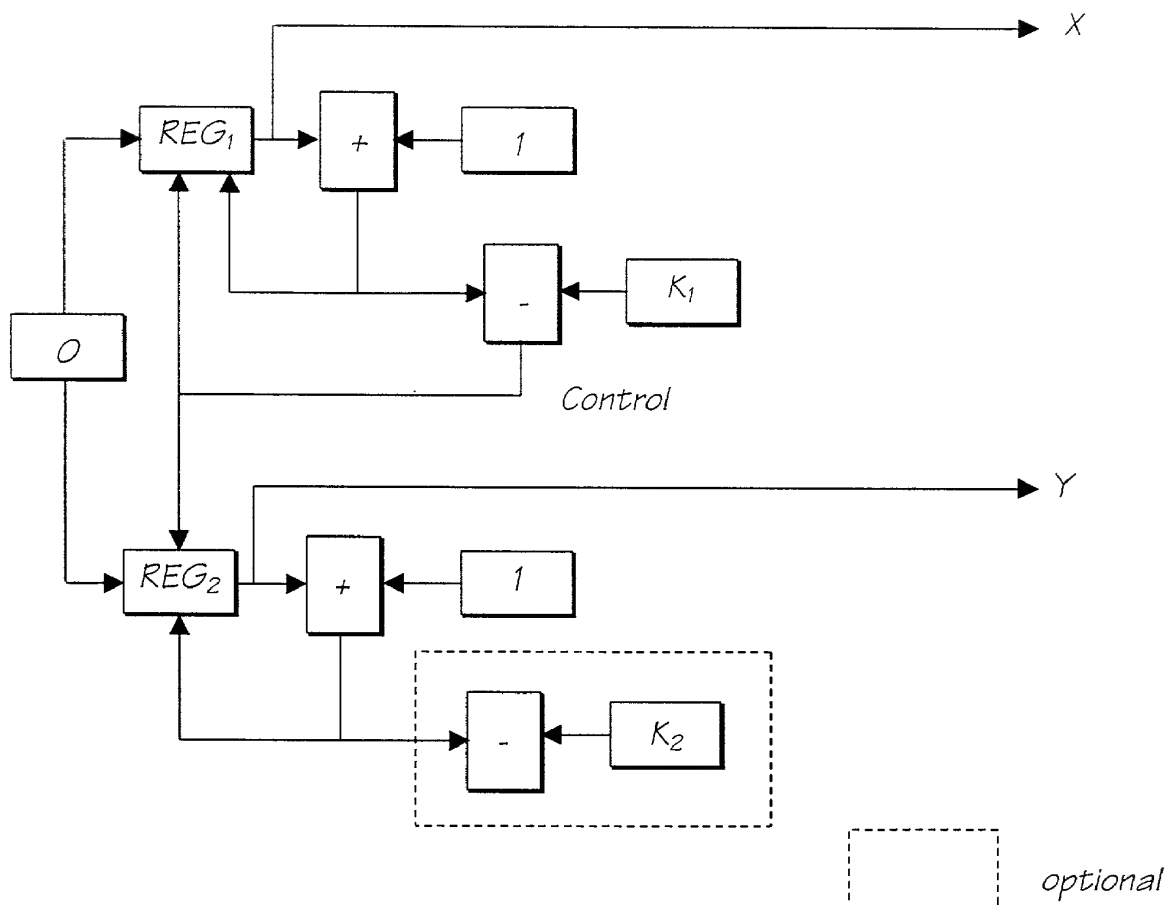 X
REG₁
+
1
-
K₁
0
Control
Y
REG₂
+
1
-
K₂
optional